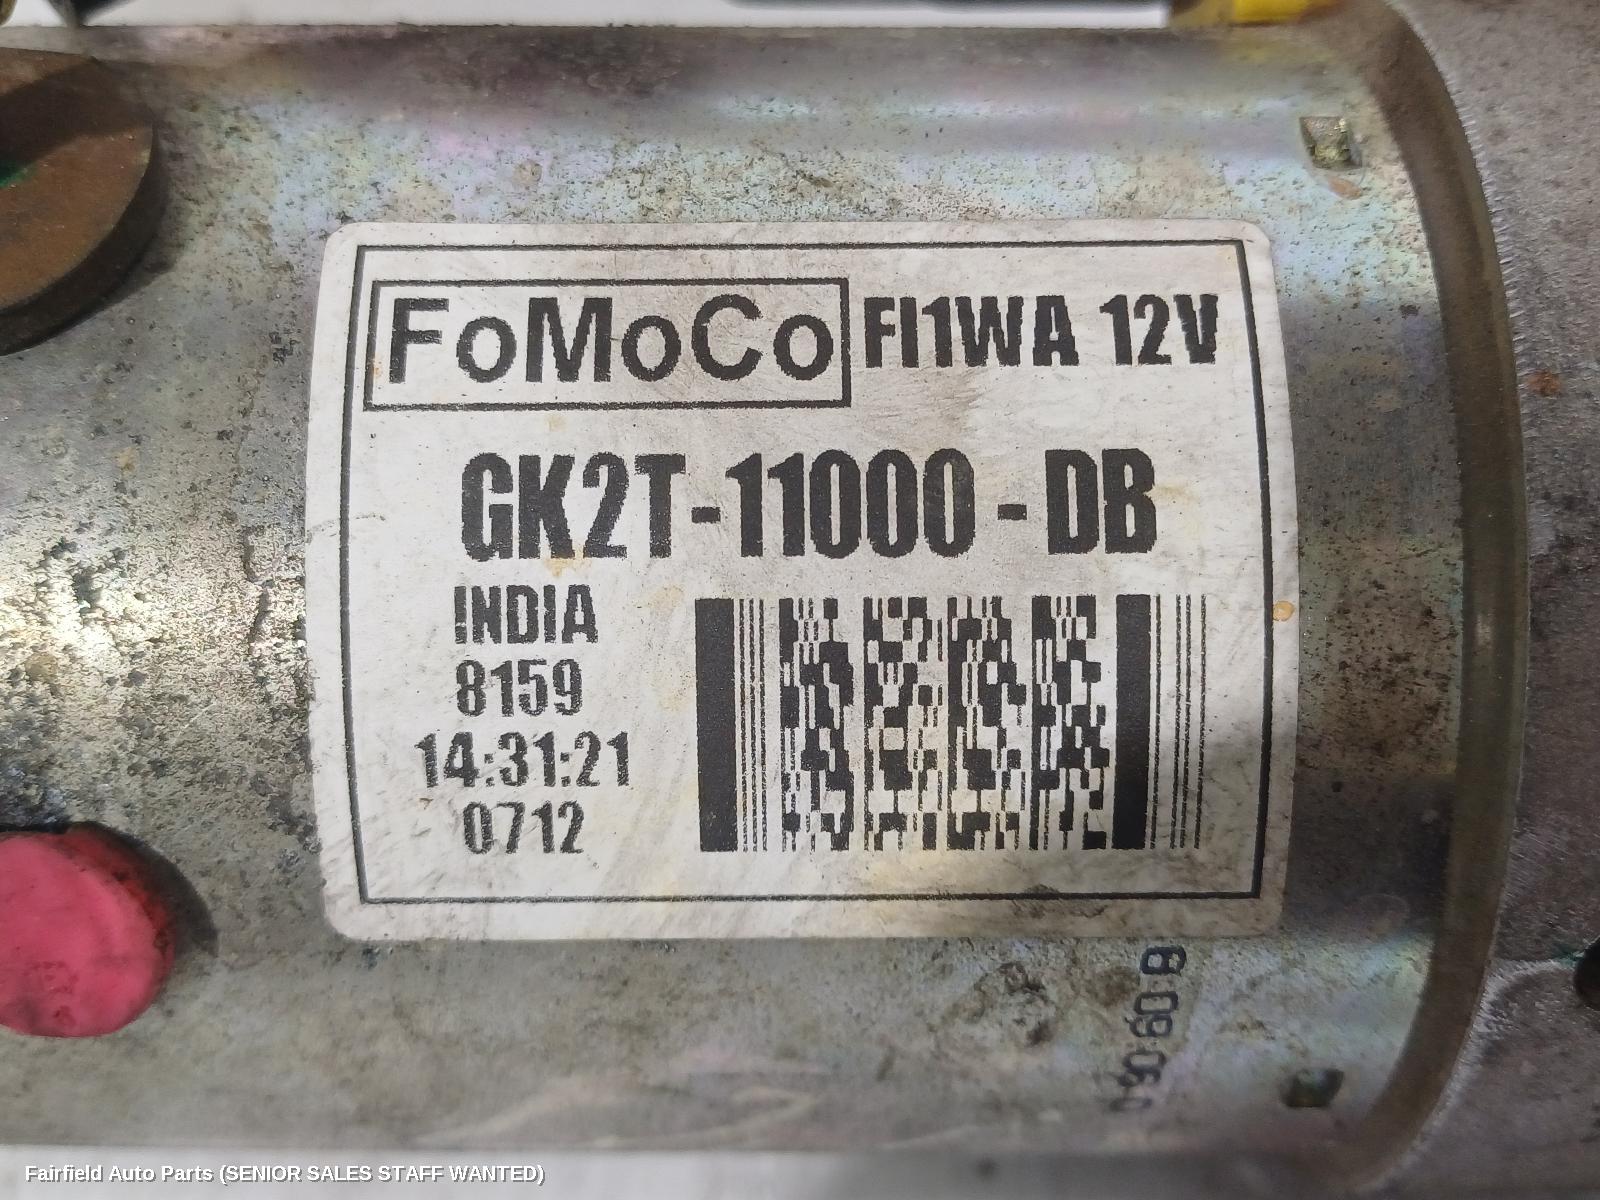 FoMoCo FI1WA 12V
GK2T-11000-DB
INDIA
8159
14:31:21
0712
Fairfield Auto Parts (SENIOR SALES STAFF WANTED)